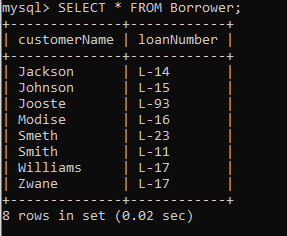 mysql> SELECT * FROM Borrower;
+--------------+------------+
| customerName | loanNumber |
+--------------+------------+
| Jackson      | L-14       |
| Johnson      | L-15       |
| Jooste       | L-93       |
| Modise       | L-16       |
| Smeth        | L-23       |
| Smith        | L-11       |
| Williams     | L-17       |
| Zwane        | L-17       |
+--------------+------------+
8 rows in set (0.02 sec)